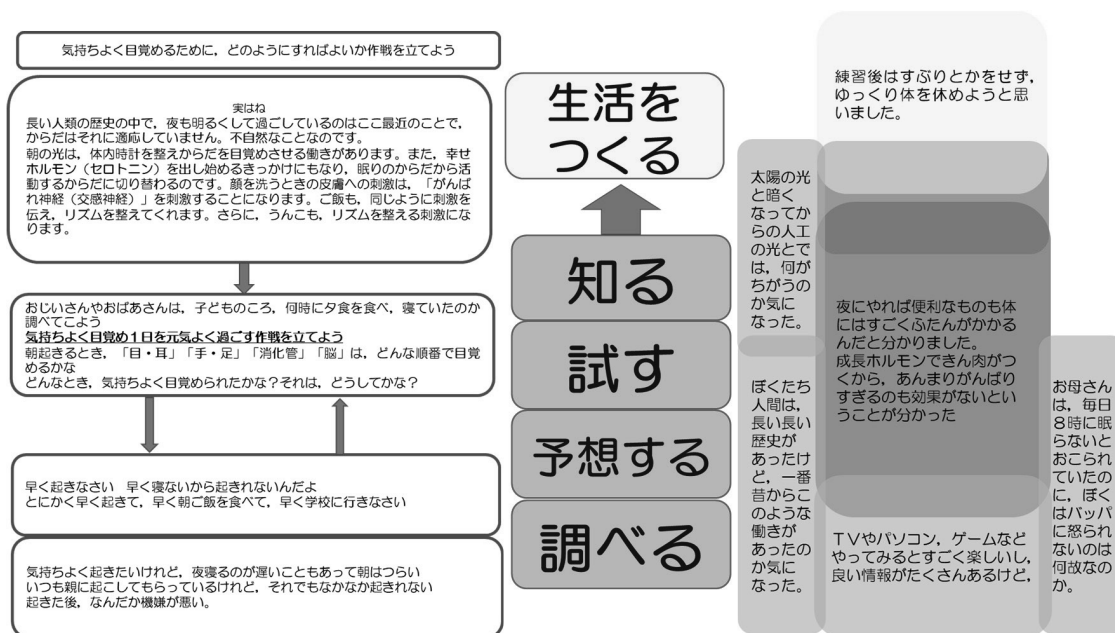 気持ちよく目覚めるために，どのようにすればよいか作戦を立てよう
実はね
長い人類の歴史の中で，夜も明るくして過ごしているのはここ最近のことで，
からだはそれに適応していません。不自然なことなのです。
朝の光は，体内時計を整えからだを目覚めさせる働きがあります。また，幸せ
ホルモン（セロトニン）を出し始めるきっかけにもなり，眠りのからだから活
動するからだに切り替わるのです。顔を洗うときの皮膚への刺激は，「がんば
れ神経（交感神経）」を刺激することになります。ご飯も，同じように刺激を
伝え，リズムを整えてくれます。さらに，うんこも，リズムを整える刺激にな
ります。
おじいさんやおばあさんは，子どものころ，何時に夕食を食べ，寝ていたのか
調べてこよう
気持ちよく目覚め１日を元気よく過ごす作戦を立てよう
朝起きるとき，「目・耳」「手・足」「消化管」「脳」は，どんな順番で目覚
めるかな
どんなとき，気持ちよく目覚められたかな？それは，どうしてかな？
早く起きなさい　早く寝ないから起きれないんだよ
とにかく早く起きて，早く朝ご飯を食べて，早く学校に行きなさい
気持ちよく起きたいけれど，夜寝るのが遅いこともあって朝はつらい
いつも親に起こしてもらっているけれど，それでもなかなか起きれない
起きた後，なんだか機嫌が悪い。
生活を
つくる
知る
試す
予想する
調べる
練習後はすぶりとかをせず，
ゆっくり体を休めようと思
いました。
太陽の光
と暗く
なってか
らの人工
の光とで
は，何が
ちがうの
か気に
なった。
夜にやれば便利なものも体
にはすごくふたんがかかる
んだと分かりました。
成長ホルモンできん肉がつ
くから，あんまりがんばり
すぎるのも効果がないとい
うことが分かった
ぼくたち
人間は，
長い長い
歴史が
あったけ
ど，一番
昔からこ
のような
働きが
あったの
か気に
なった。
ＴＶやパソコン，ゲームなど
やってみるとすごく楽しいし，
良い情報がたくさんあるけど，
お母さん
は，毎日
８時に眠
らないと
おこられ
ていたの
に，ぼく
はパッパ
に怒られ
ないのは
何故なの
か。